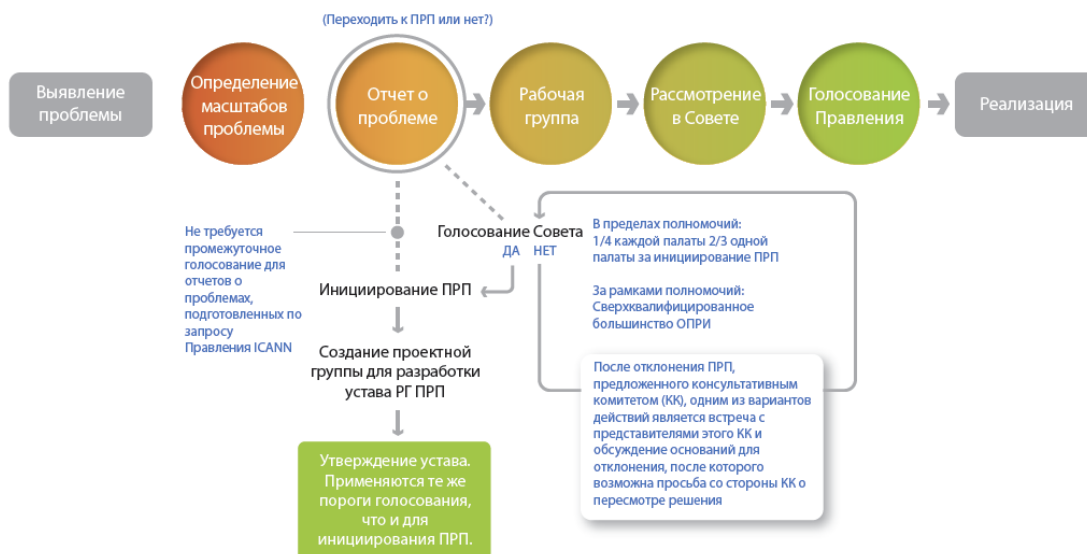 (Переходить к ПРП или нет?)
Выявление
проблемы
Определение
масштабов
проблемы
Отчет о
проблеме
Рабочая
группа
Рассмотрение
в Совете
Голосование
Правления
Реализация
Не требуется
промежуточное
голосование для
отчетов о
проблемах,
подготовленных по
запросу
Правления ICANN
Голосование Совета
ДА НЕТ
Инициирование ПРП
Создание проектной
группы для разработки
устава РГ ПРП
Утверждение устава.
Применяются те же
пороги голосования,
что и для
инициирования ПРП.
В пределах полномочий:
1/4 каждой палаты 2/3 одной
палаты за инициирование ПРП
За рамками полномочий:
Сверхквалифицированное
большинство ОПРИ
После отклонения ПРП,
предложенного консультативным
комитетом (КК), одним из вариантов
действий является встреча с
представителями этого КК и
обсуждение оснований для
отклонения, после которого
возможна просьба со стороны КК о
пересмотре решения